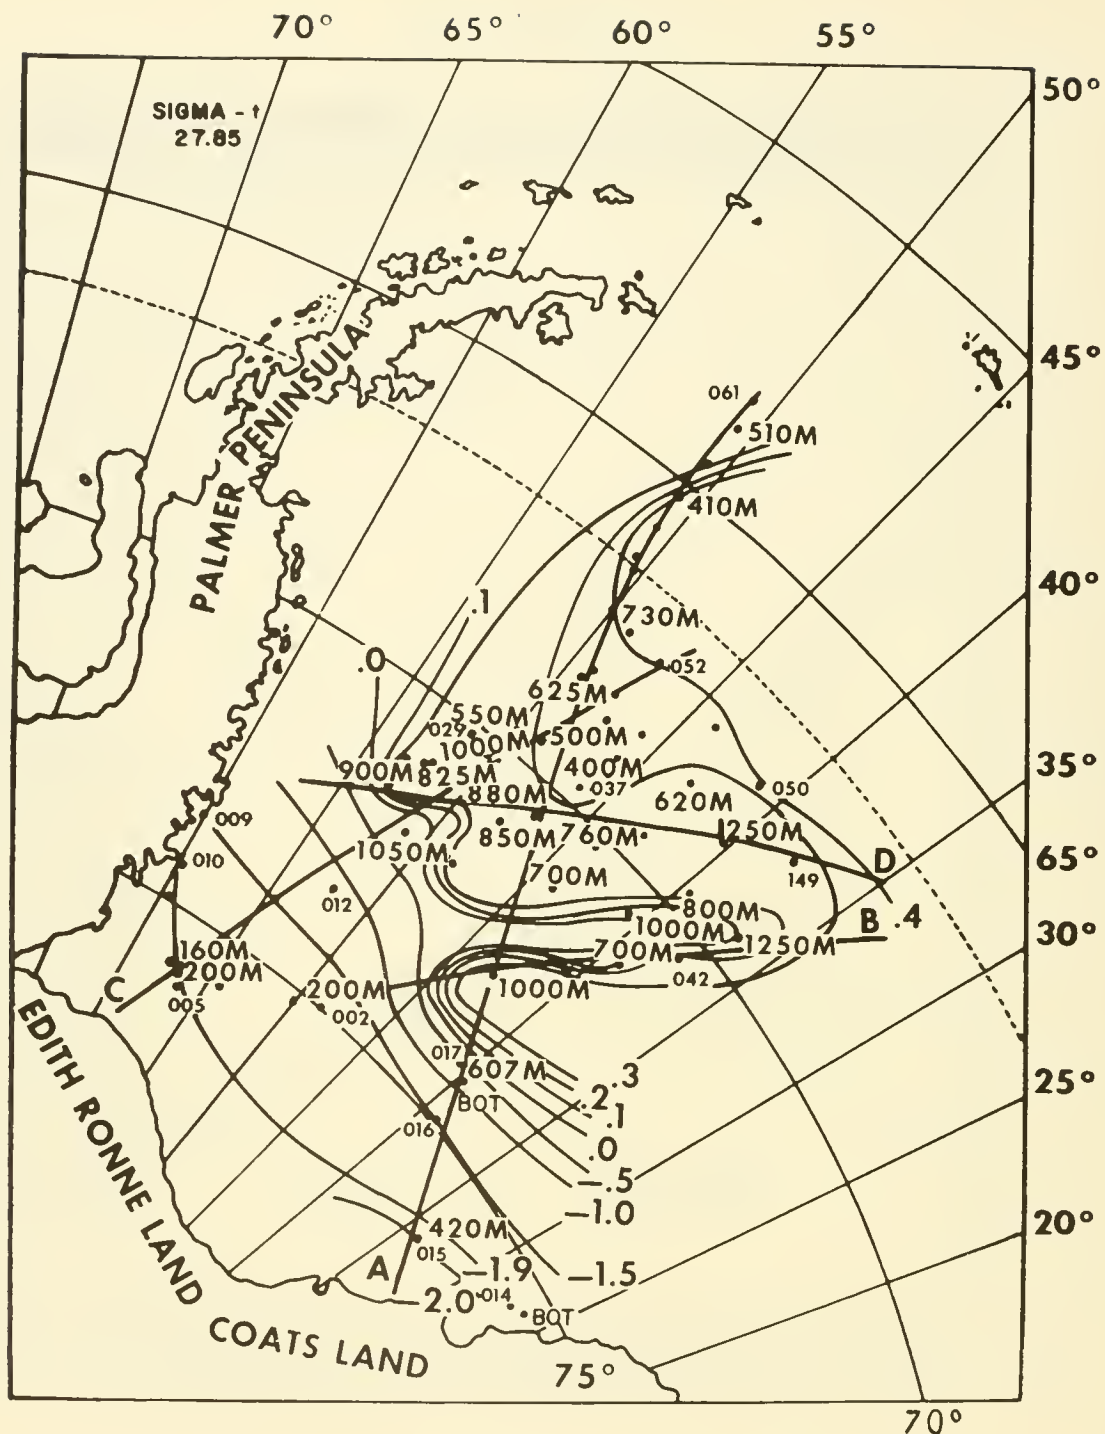 70° 65° 60° 55°
50°
SIGMA - t
27.85
45°
061
510M
410M
PALMER PENINSULA
40°
.1
730M
.0
052
625M
550M
029
1000M
500M
35°
900M
825M
400M
880M
037
050
620M
009
850M
760M
1250M
1050M
65°
010
D
149
700M
012
800M
B
.4
1000M
30°
160M
700M
1250M
200M
C
200M
1000M
042
005
002
EDITH RONNE LAND
017
607M
.3
25°
BOT
.2
.1
016
.0
-.5
-1.0
20°
420M
015
A
-1.9
-1.5
2.0
014
BOT
COATS LAND
75°
70°